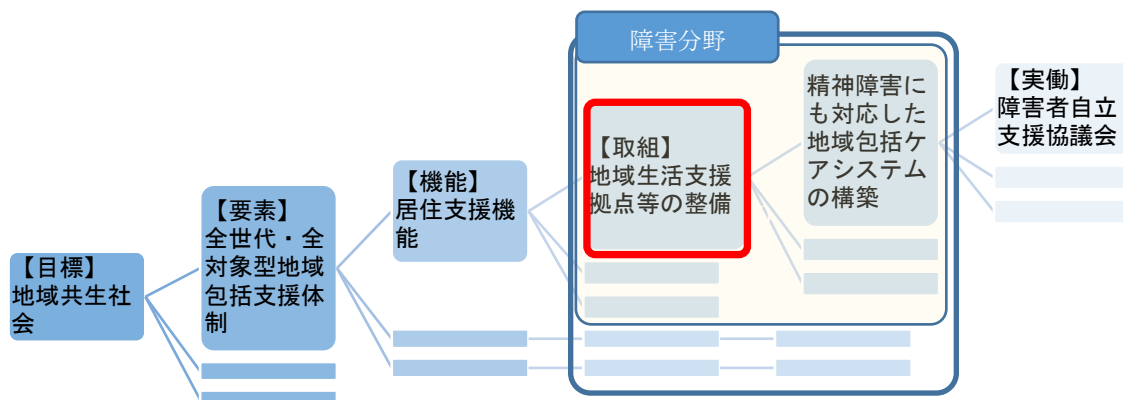 障害分野
【目標】
地域共生社
会
【要素】
全世代・全
対象型地域
包括支援体
制
【機能】
居住支援機
能
【取組】
地域生活支援
拠点等の整備
精神障害に
も対応した
地域包括ケ
アシステム
の構築
【実働】
障害者自立
支援協議会